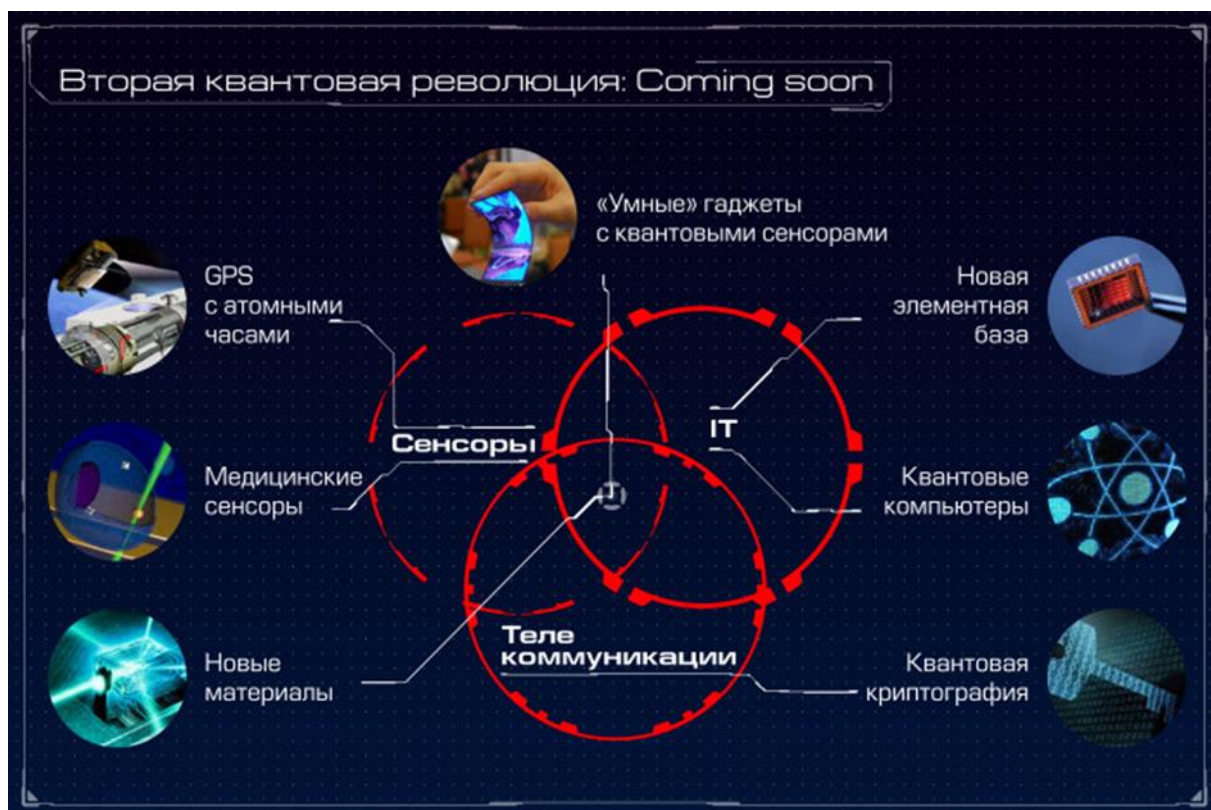 Вторая квантовая революция: Coming soon
«Умные» гаджеты
с квантовыми сенсорами
GPS
с атомными
часами
Новая
элементная
база
Сенсоры
IT
Медицинские
сенсоры
Квантовые
компьютеры
Теле
коммуникации
Новые
материалы
Квантовая
криптография